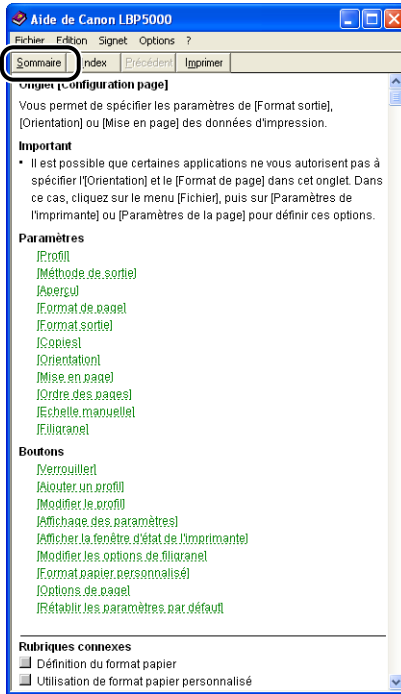 Aide de Canon LBP5000
Fichier Edition Signet Options ?
Sommaire Index Précédent Imprimer
Onglet [Configuration page]
Vous permet de spécifier les paramètres de [Format sortie],
[Orientation] ou [Mise en page] des données d'impression.
Important
• Il est possible que certaines applications ne vous autorisent pas à
spécifier l'[Orientation] et le [Format de page] dans cet onglet. Dans
ce cas, cliquez sur le menu [Fichier], puis sur [Paramètres de
l'imprimante] ou [Paramètres de la page] pour définir ces options.
Paramètres
[Profil]
[Méthode de sortie]
[Aperçu]
[Format de page]
[Format sortie]
[Copies]
[Orientation]
[Mise en page]
[Ordre des pages]
[Echelle manuelle]
[Filigrane]
Boutons
[Verrouiller]
[Ajouter un profil]
[Modifier le profil]
[Affichage des paramètres]
[Afficher la fenêtre d'état de l'imprimante]
[Modifier les options de filigrane]
[Format papier personnalisé]
[Options de page]
[Rétablir les paramètres par défaut]
Rubriques connexes
Définition du format papier
Utilisation de format papier personnalisé